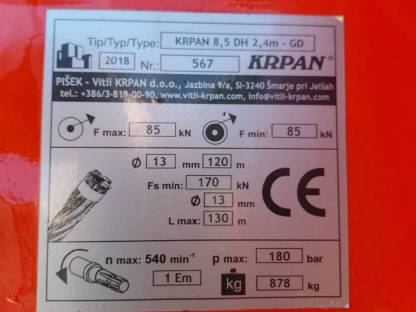 Tip/Typ/Type: KRPAN 8,5 DH 2,4m - GD
2018 Nr.: 567 KRPAN®
PIŠEK - Vitli KRPAN d.o.o., Jazbina 9/a, SI-3240 Šmarje pri Jelšah
tel.: +386/3-819-00-90, www.vitli-krpan.com, info@vitli-krpan.com
F max: 85 kN F min: 85 kN
Ø 13 mm 120 m
Fs min: 170 kN
Ø 13 mm
L max: 130 m
CE
n max: 540 min⁻¹ p max: 180 bar
1 Em kg 878 kg